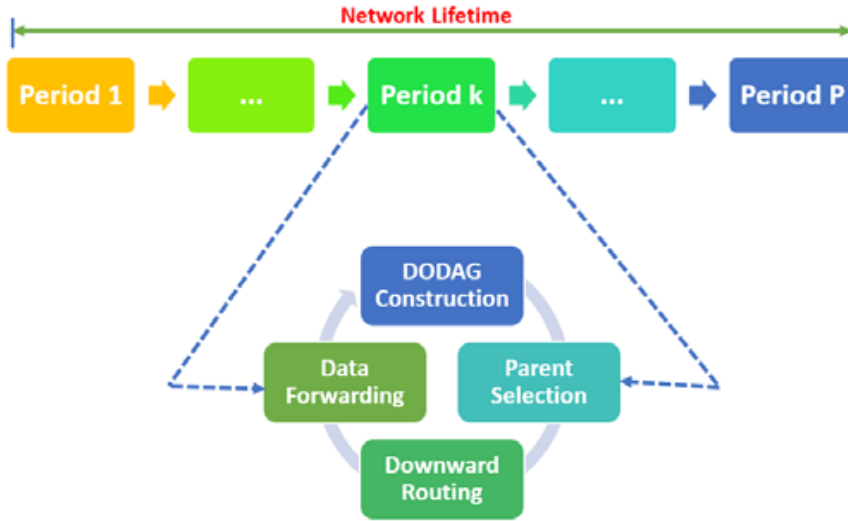 Network Lifetime
Period 1
...
Period k
...
Period P
DODAG
Construction
Data
Forwarding
Parent
Selection
Downward
Routing